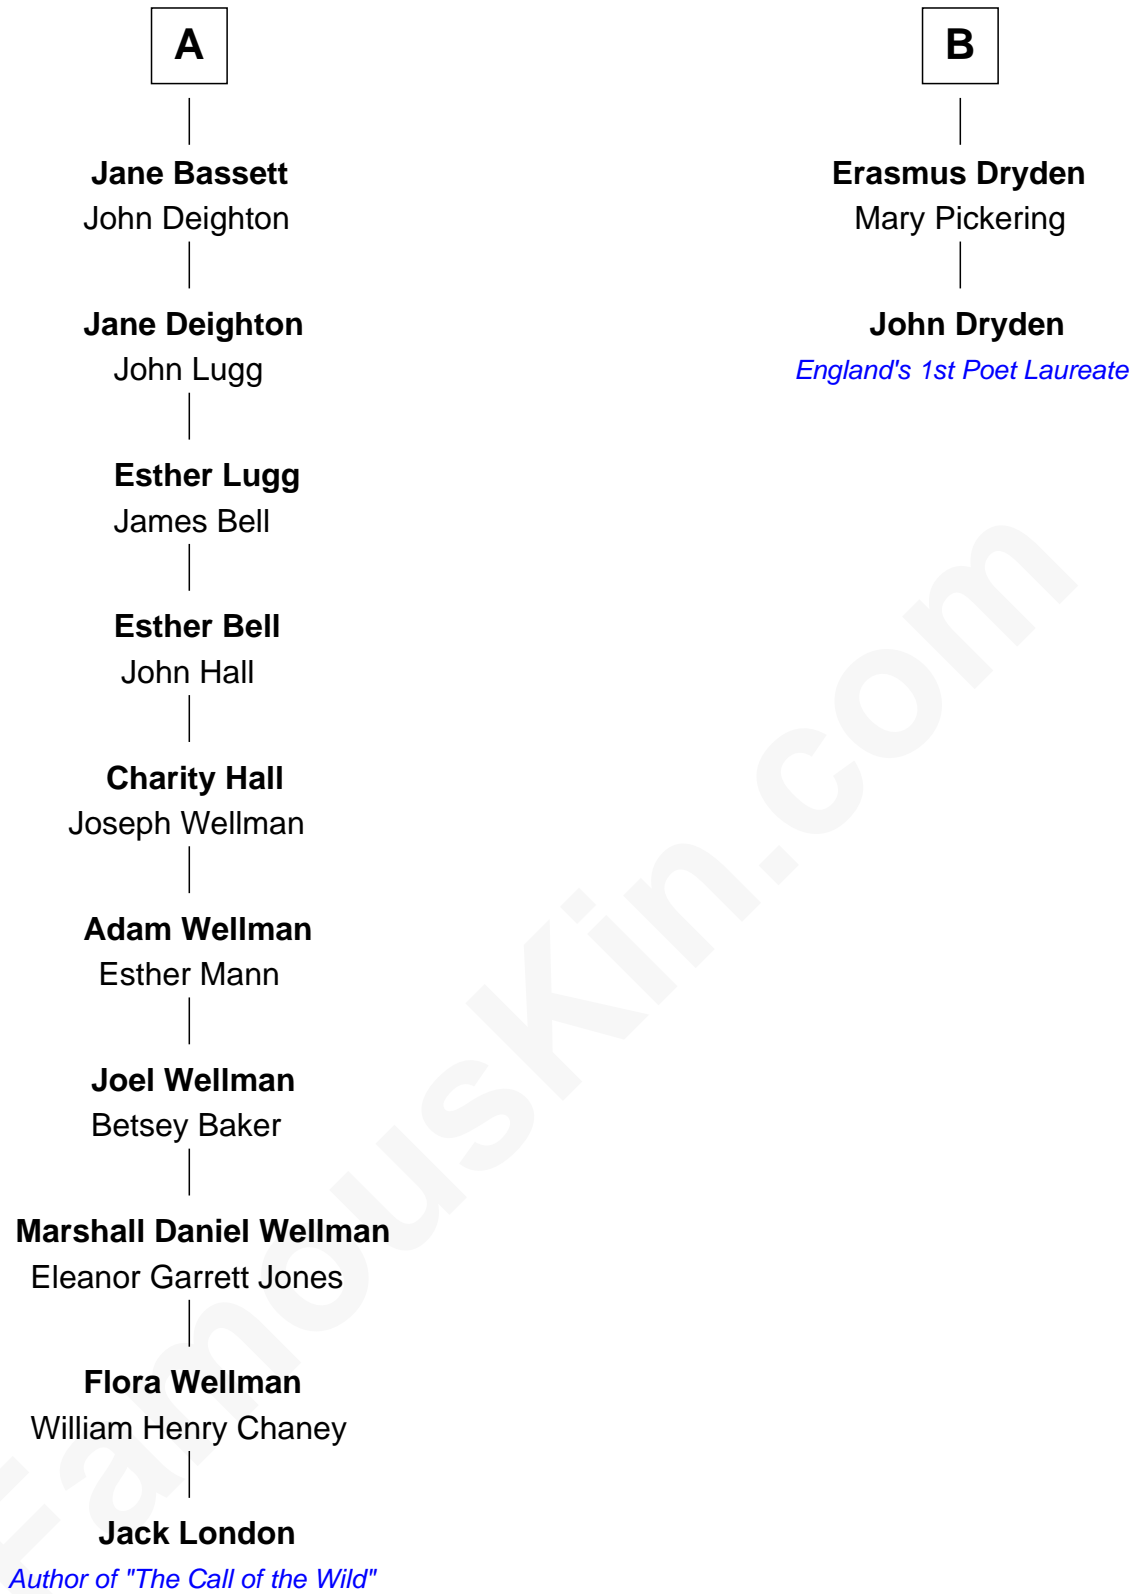 A
Jane Bassett
John Deighton
Jane Deighton
John Lugg
Esther Lugg
James Bell
Esther Bell
John Hall
Charity Hall
Joseph Wellman
Adam Wellman
Esther Mann
Joel Wellman
Betsey Baker
Marshall Daniel Wellman
Eleanor Garrett Jones
Flora Wellman
William Henry Chaney
Jack London
Author of "The Call of the Wild"
B
Erasmus Dryden
Mary Pickering
John Dryden
England's 1st Poet Laureate
FamousKin.com